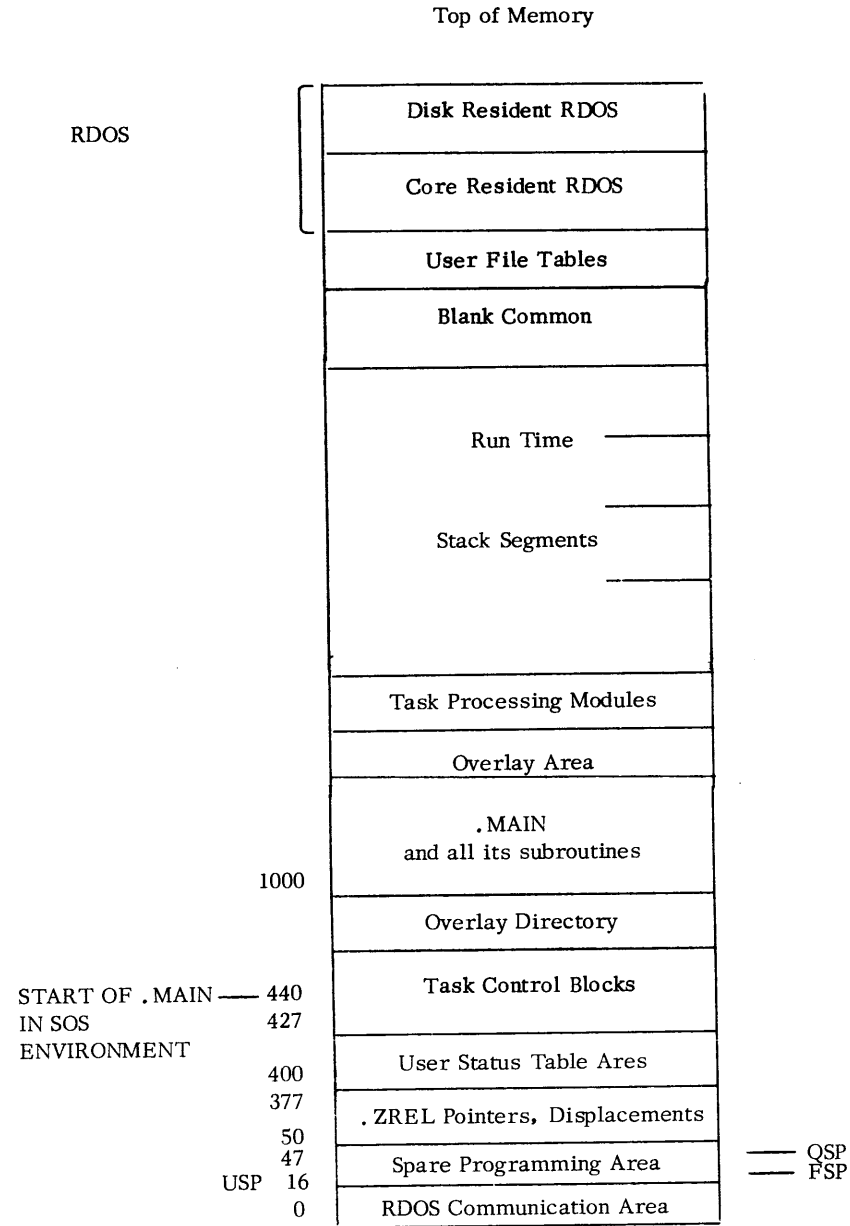 Top of Memory
Disk Resident RDOS
RDOS
Core Resident RDOS
User File Tables
Blank Common
Run Time
Stack Segments
Task Processing Modules
Overlay Area
.MAIN
and all its subroutines
1000
Overlay Directory
Task Control Blocks
START OF .MAIN — 440
IN SOS 427
ENVIRONMENT
User Status Table Ares
400
377
.ZREL Pointers, Displacements
50
47
Spare Programming Area
QSP
FSP
USP 16
0
RDOS Communication Area